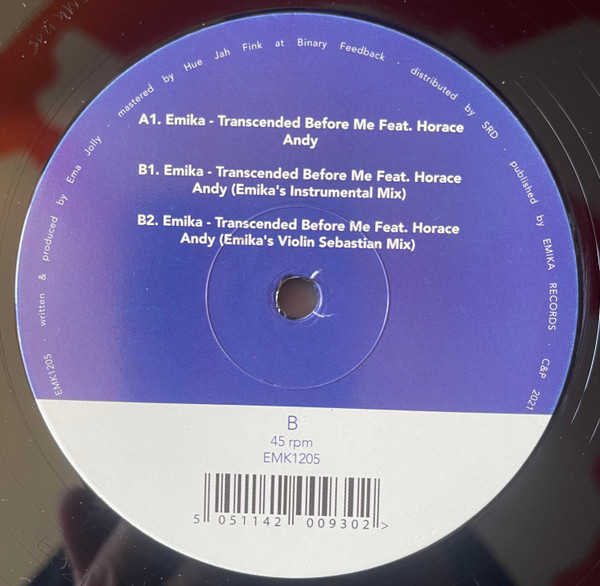 EMK1205 · written & produced by Ema Jolly · mastered by Hue Jah Fink at Binary Feedback · distributed by SRD · published by EMIKA RECORDS · C&P 2021
A1. Emika - Transcended Before Me Feat. Horace
Andy
B1. Emika - Transcended Before Me Feat. Horace
Andy (Emika's Instrumental Mix)
B2. Emika - Transcended Before Me Feat. Horace
Andy (Emika's Violin Sebastian Mix)
B
45 rpm
EMK1205
5 051142 009302 >